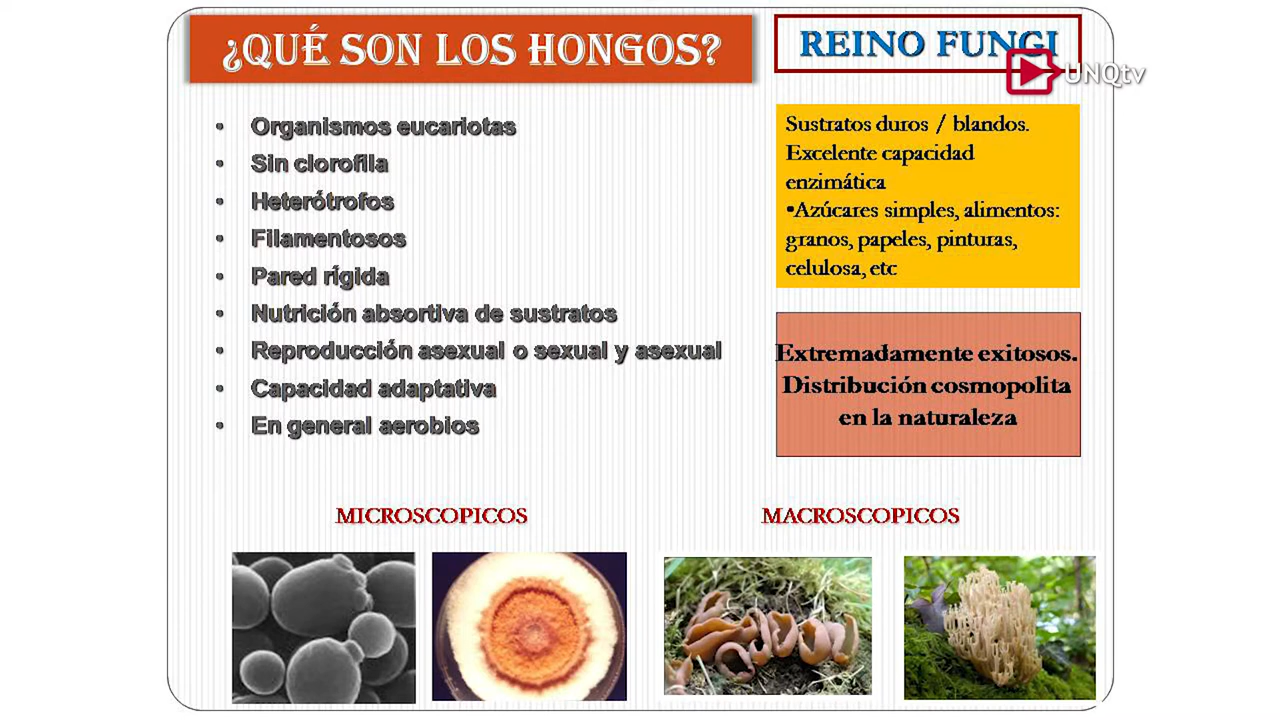 ¿QUÉ SON LOS HONGOS?
REINO FUNGI
UNQtv
• Organismos eucariotas
• Sin clorofila
• Heterótrofos
• Filamentosos
• Pared rígida
• Nutrición absortiva de sustratos
• Reproducción asexual o sexual y asexual
• Capacidad adaptativa
• En general aerobios
Sustratos duros / blandos.
Excelente capacidad
enzimática
•Azúcares simples, alimentos:
granos, papeles, pinturas,
celulosa, etc
Extremadamente exitosos.
Distribución cosmopolita
en la naturaleza
MICROSCOPICOS
MACROSCOPICOS